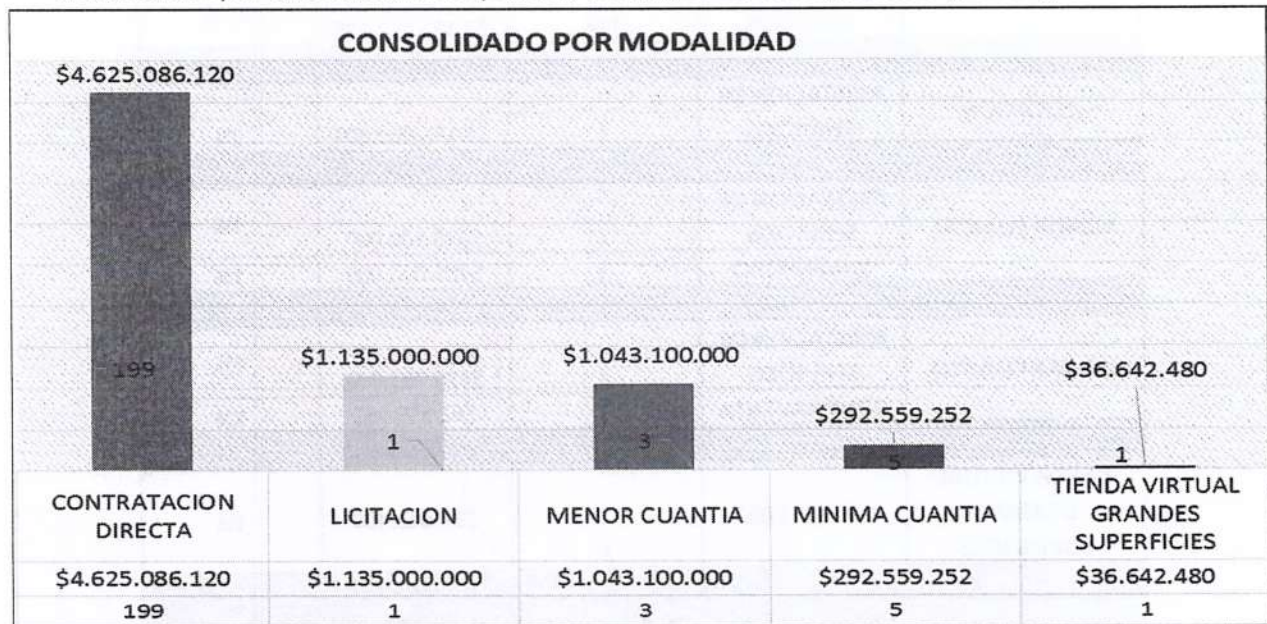 CONSOLIDADO POR MODALIDAD
$4.625.086.120
$1.135.000.000
$1.043.100.000
$292.559.252
$36.642.480
199
1
3
5
1
CONTRATACION DIRECTA
LICITACION
MENOR CUANTIA
MINIMA CUANTIA
TIENDA VIRTUAL GRANDES SUPERFICIES
$4.625.086.120 $1.135.000.000 $1.043.100.000 $292.559.252 $36.642.480
199 1 3 5 1